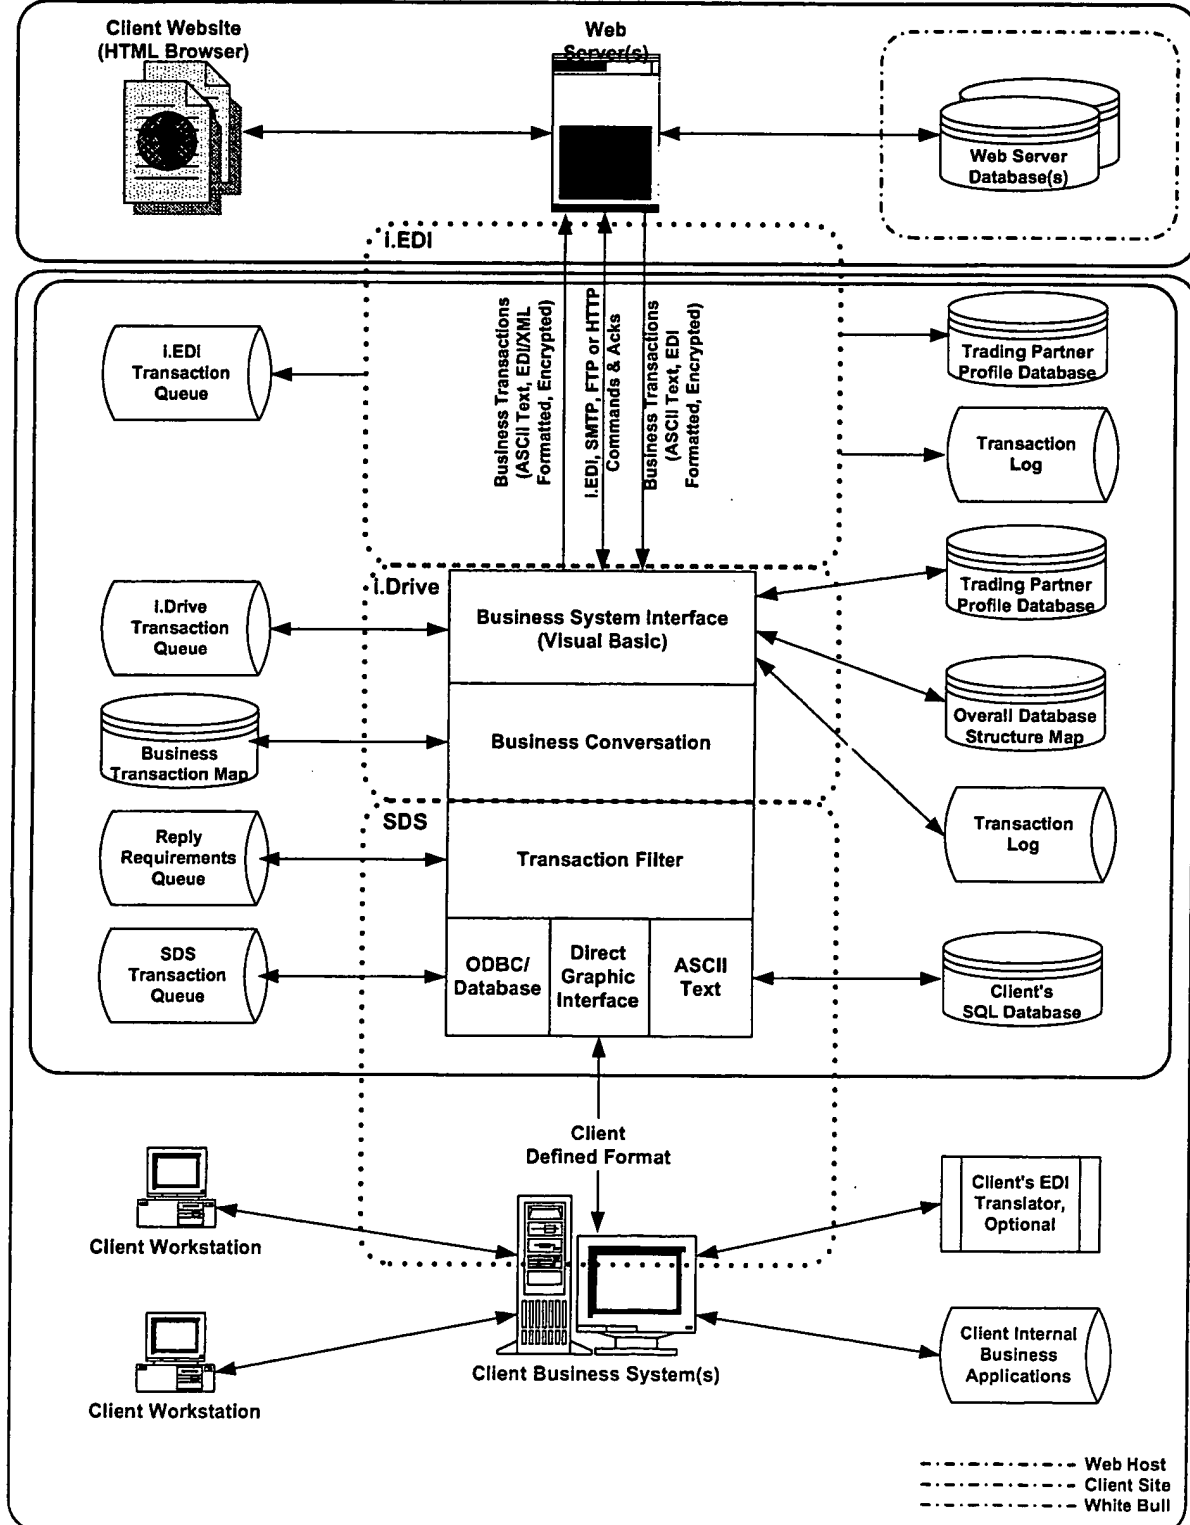 Client Website
(HTML Browser)
Web
Server(s)
Web Server
Database(s)
i.EDI
Business Transactions
(ASCII Text, EDI/XML
Formatted, Encrypted)
i.EDI, SMTP, FTP or HTTP
Commands & Acks
Business Transactions
(ASCII Text, EDI
Formatted, Encrypted)
i.EDI
Transaction
Queue
Trading Partner
Profile Database
Transaction
Log
i.Drive
i.Drive
Transaction
Queue
Business System Interface
(Visual Basic)
Trading Partner
Profile Database
Business
Transaction Map
Business Conversation
Overall Database
Structure Map
SDS
Reply
Requirements
Queue
Transaction Filter
Transaction
Log
SDS
Transaction
Queue
ODBC/
Database
Direct
Graphic
Interface
ASCII
Text
Client's
SQL Database
Client
Defined Format
Client Workstation
Client's EDI
Translator,
Optional
Client Workstation
Client Business System(s)
Client Internal
Business
Applications
Web Host
Client Site
White Bull